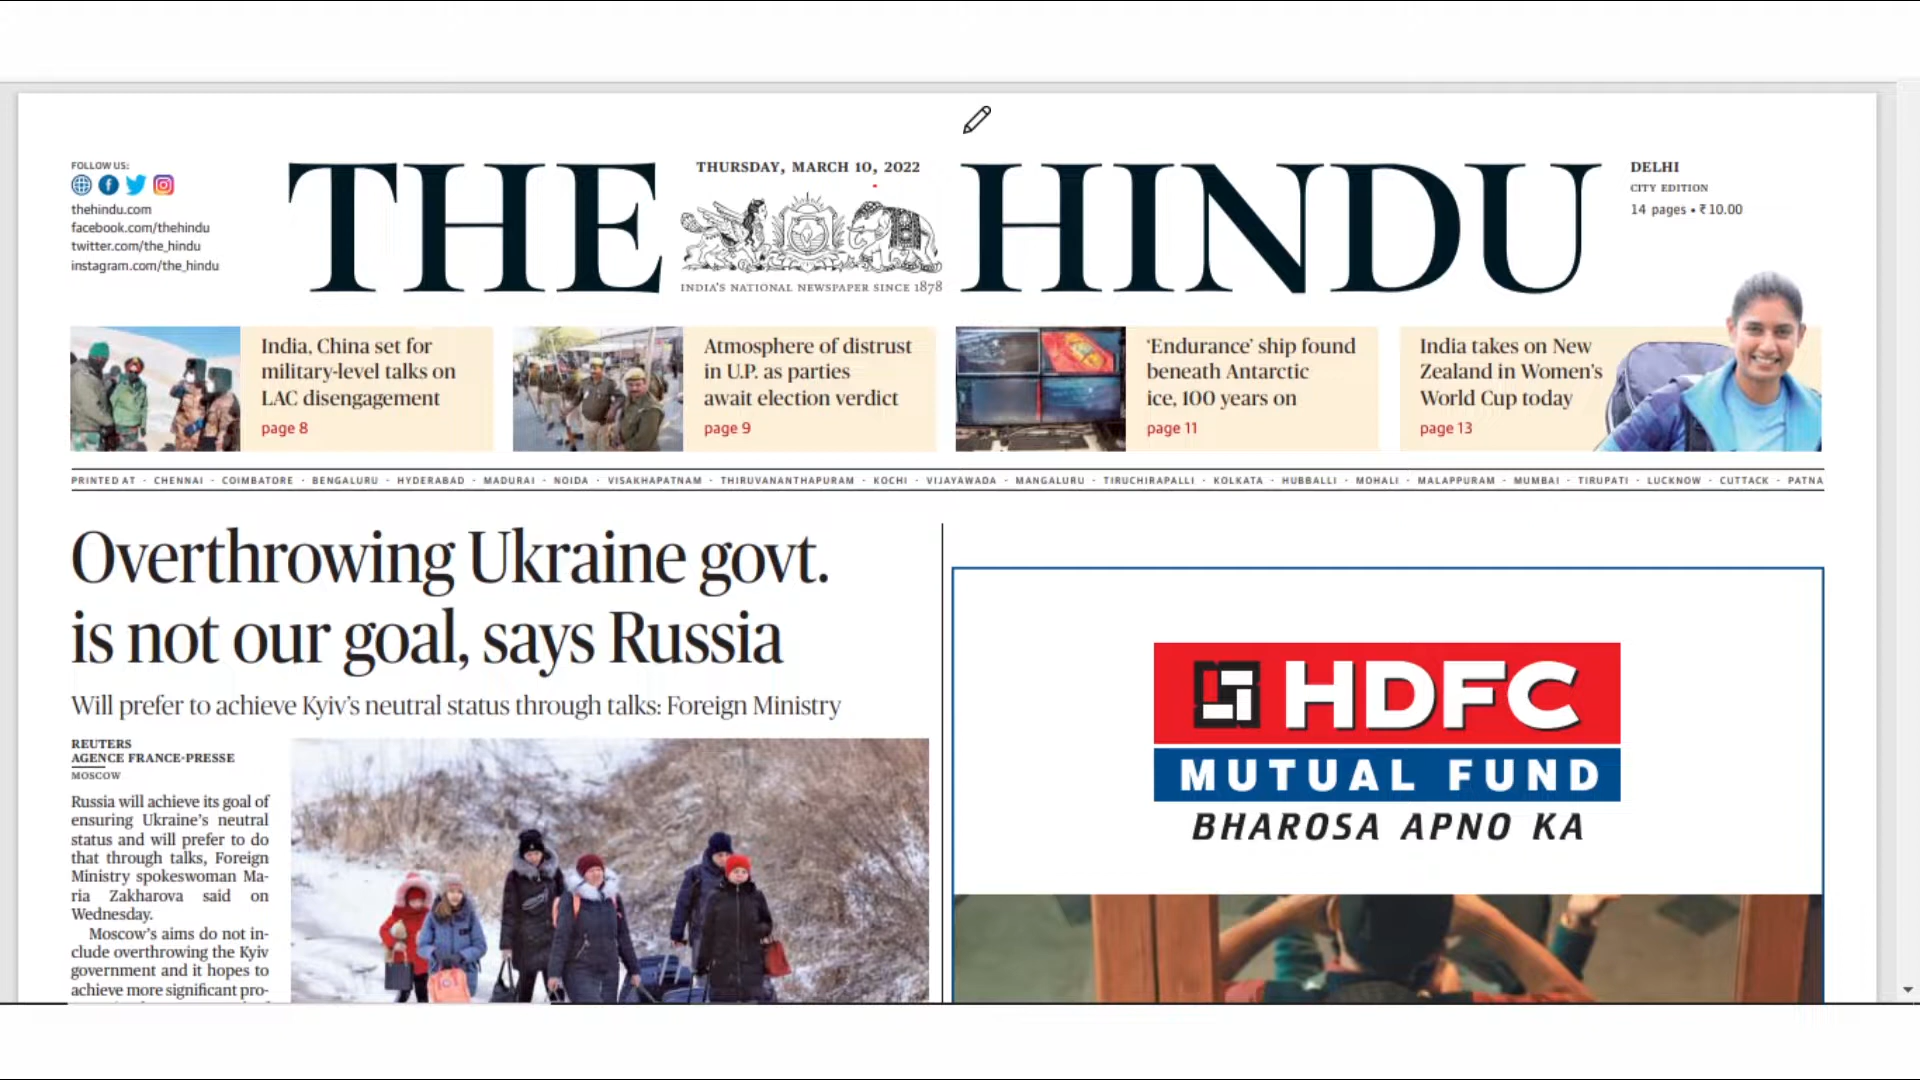 FOLLOW US:
thehindu.com
facebook.com/thehindu
twitter.com/the_hindu
instagram.com/the_hindu
THE HINDU
THURSDAY, MARCH 10, 2022
INDIA'S NATIONAL NEWSPAPER SINCE 1878
DELHI
CITY EDITION
14 pages • ₹10.00
India, China set for
military-level talks on
LAC disengagement
page 8
Atmosphere of distrust
in U.P. as parties
await election verdict
page 9
‘Endurance’ ship found
beneath Antarctic
ice, 100 years on
page 11
India takes on New
Zealand in Women's
World Cup today
page 13
PRINTED AT · CHENNAI · COIMBATORE · BENGALURU · HYDERABAD · MADURAI · NOIDA · VISAKHAPATNAM · THIRUVANANTHAPURAM · KOCHI · VIJAYAWADA · MANGALURU · TIRUCHIRAPALLI · KOLKATA · HUBBALLI · MOHALI · MALAPPURAM · MUMBAI · TIRUPATI · LUCKNOW · CUTTACK · PATNA
Overthrowing Ukraine govt.
is not our goal, says Russia
Will prefer to achieve Kyiv's neutral status through talks: Foreign Ministry
REUTERS
AGENCE FRANCE-PRESSE
MOSCOW
Russia will achieve its goal of
ensuring Ukraine's neutral
status and will prefer to do
that through talks, Foreign
Ministry spokeswoman Ma-
ria Zakharova said on
Wednesday.
Moscow's aims do not in-
clude overthrowing the Kyiv
government and it hopes to
achieve more significant pro-
HDFC
MUTUAL FUND
BHAROSA APNO KA